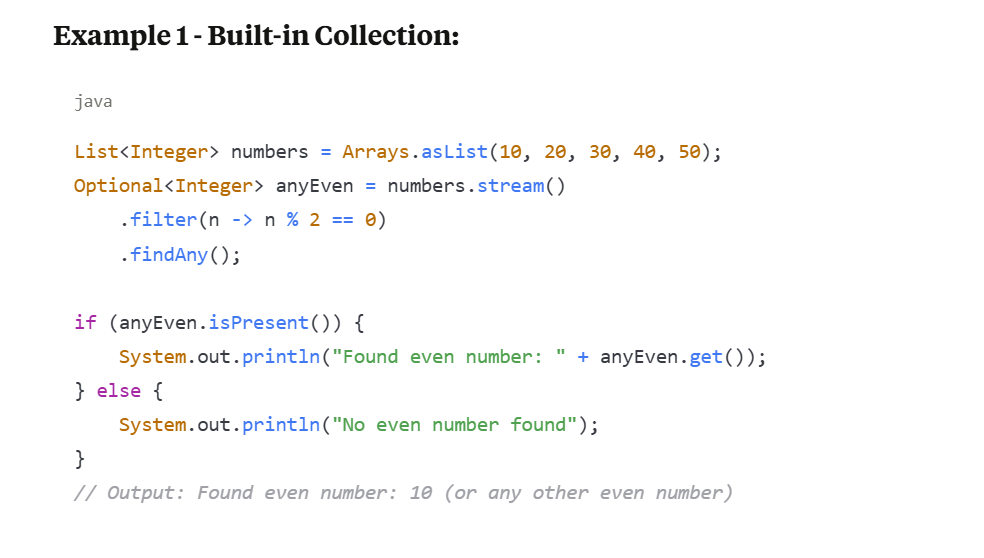 Example 1 - Built-in Collection:
java
List<Integer> numbers = Arrays.asList(10, 20, 30, 40, 50);
Optional<Integer> anyEven = numbers.stream()
    .filter(n -> n % 2 == 0)
    .findAny();
if (anyEven.isPresent()) {
    System.out.println("Found even number: " + anyEven.get());
} else {
    System.out.println("No even number found");
}
// Output: Found even number: 10 (or any other even number)